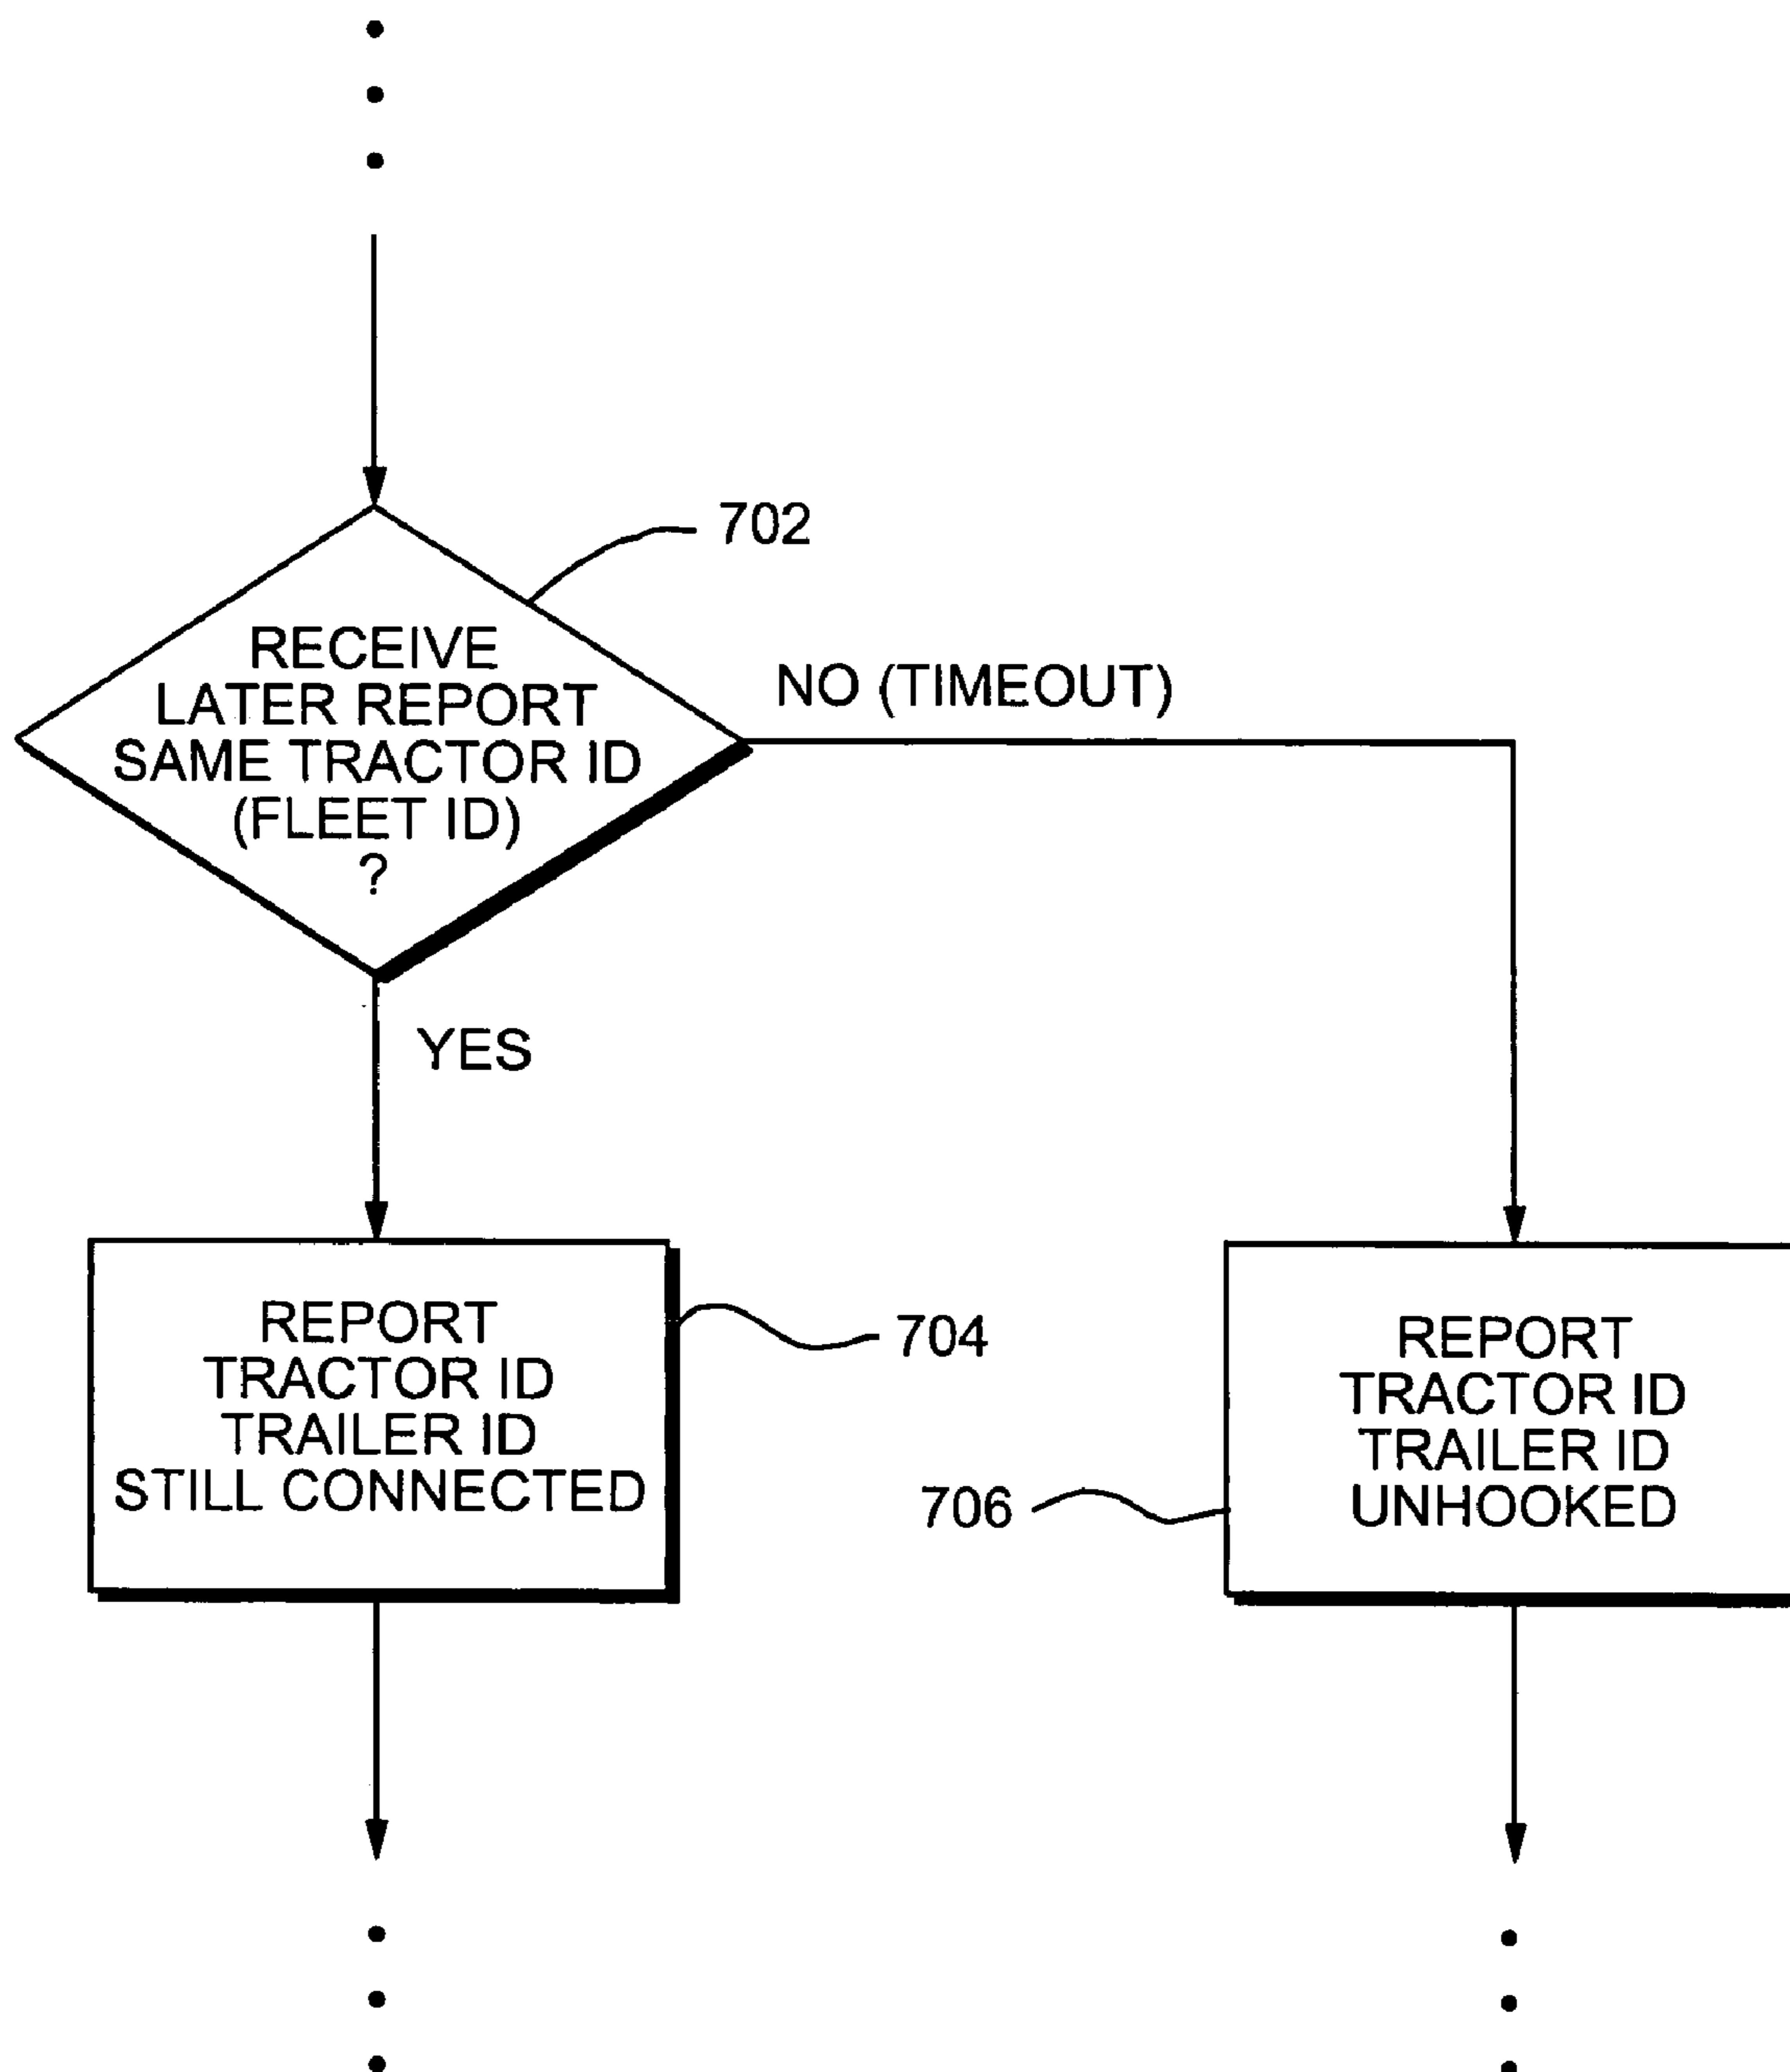 702
RECEIVE
LATER REPORT
SAME TRACTOR ID
(FLEET ID)
?
NO (TIMEOUT)
YES
REPORT
TRACTOR ID
TRAILER ID
STILL CONNECTED
704
706
REPORT
TRACTOR ID
TRAILER ID
UNHOOKED